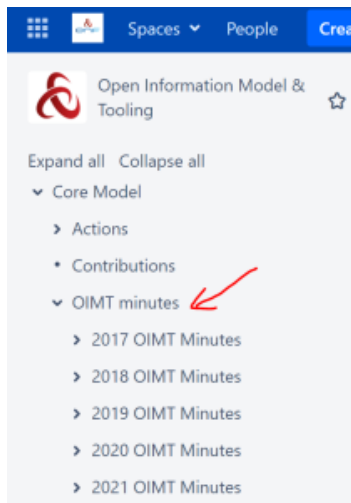 Spaces People Crea
Open Information Model &
Tooling
Expand all Collapse all
Core Model
Actions
Contributions
OIMT minutes
2017 OIMT Minutes
2018 OIMT Minutes
2019 OIMT Minutes
2020 OIMT Minutes
2021 OIMT Minutes